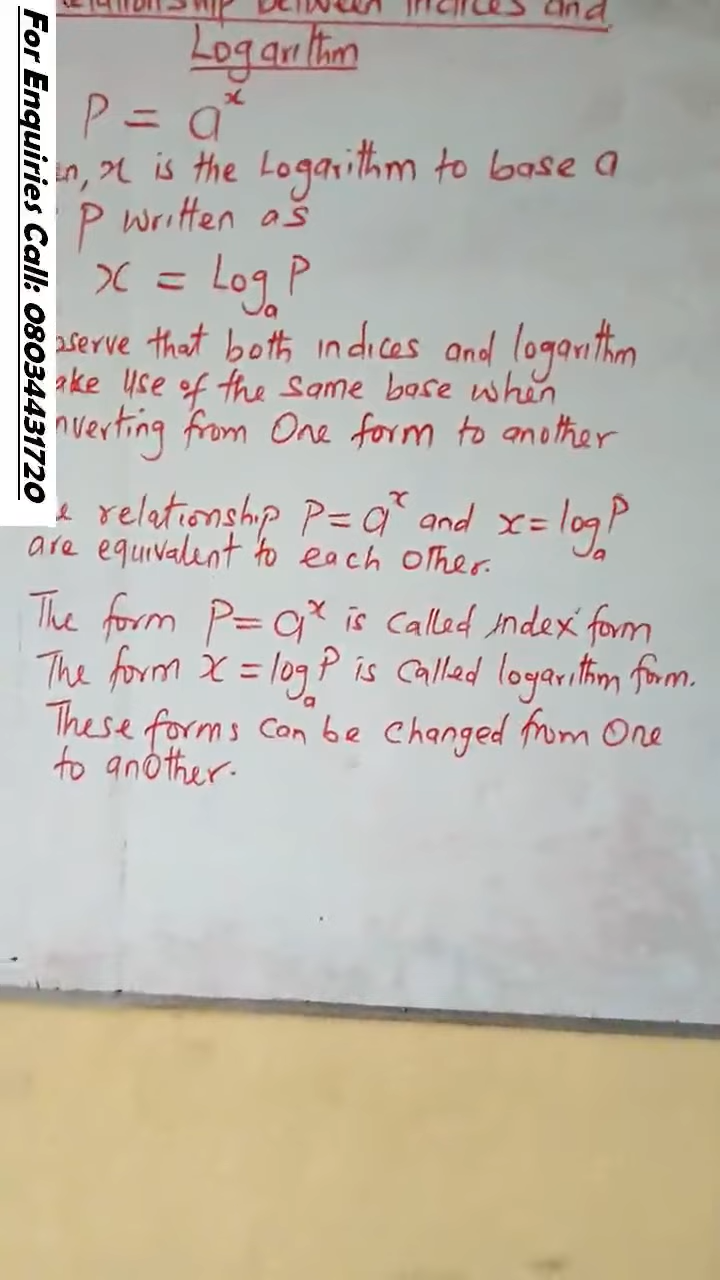 between indices and
Logarithm
P = a^x
x is the Logarithm to base a
P written as
x = Log_a P
that both indices and logarithm
use of the same base when
from One form to another
relationship P = a^x and x = log_a P
are equivalent to each other.
The form P = a^x is called index form
The form x = log_a P is called logarithm form.
These forms can be changed from One
to another.
For Enquiries Call: 08034431720